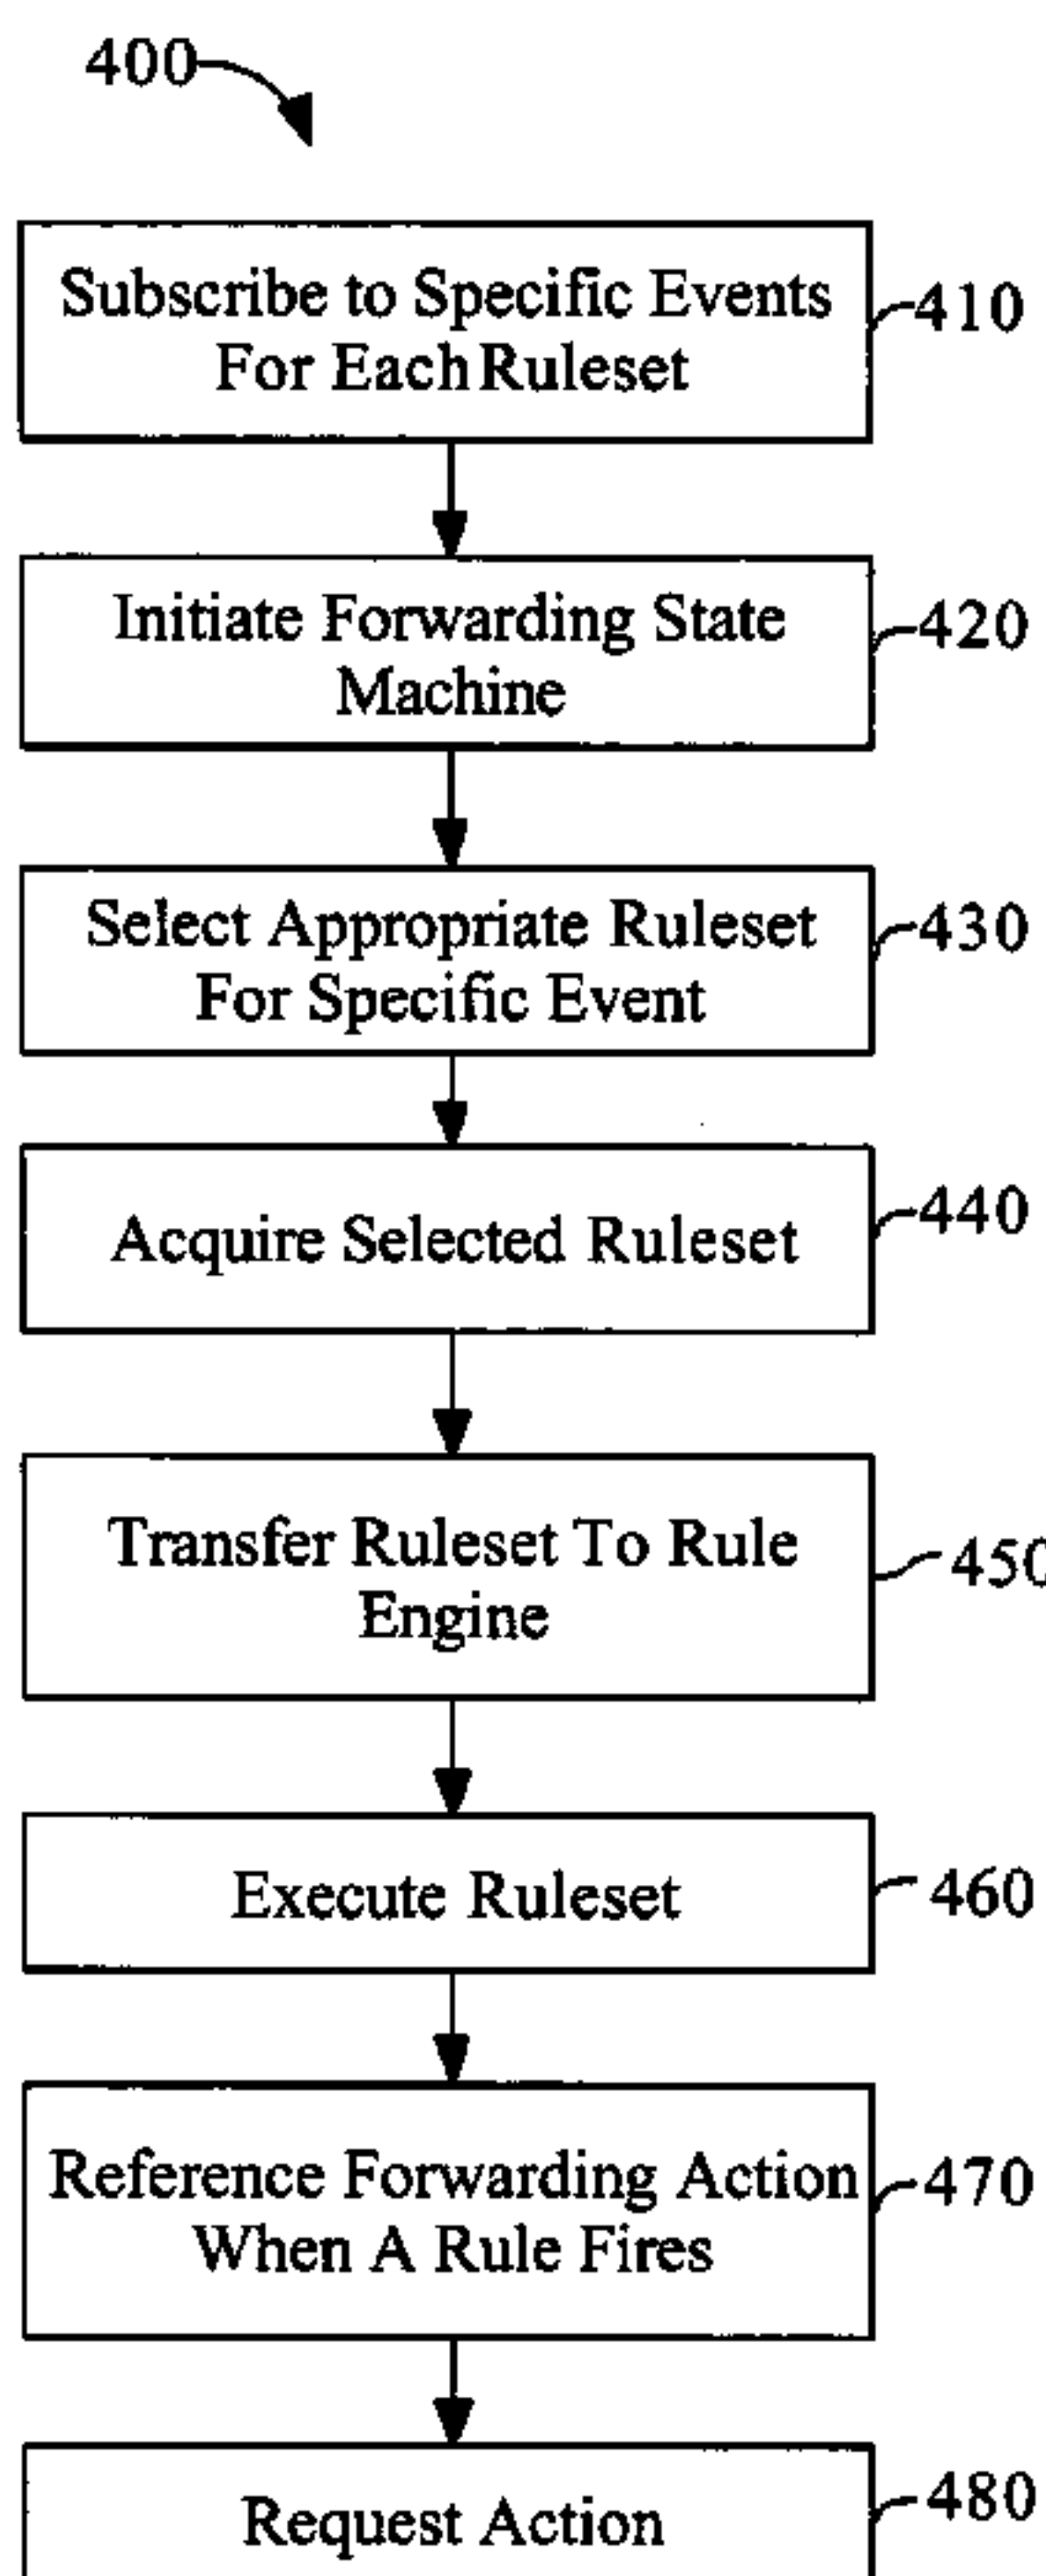 400
Subscribe to Specific Events
For Each Ruleset
410
Initiate Forwarding State
Machine
420
Select Appropriate Ruleset
For Specific Event
430
Acquire Selected Ruleset
440
Transfer Ruleset To Rule
Engine
450
Execute Ruleset
460
Reference Forwarding Action
When A Rule Fires
470
Request Action
480